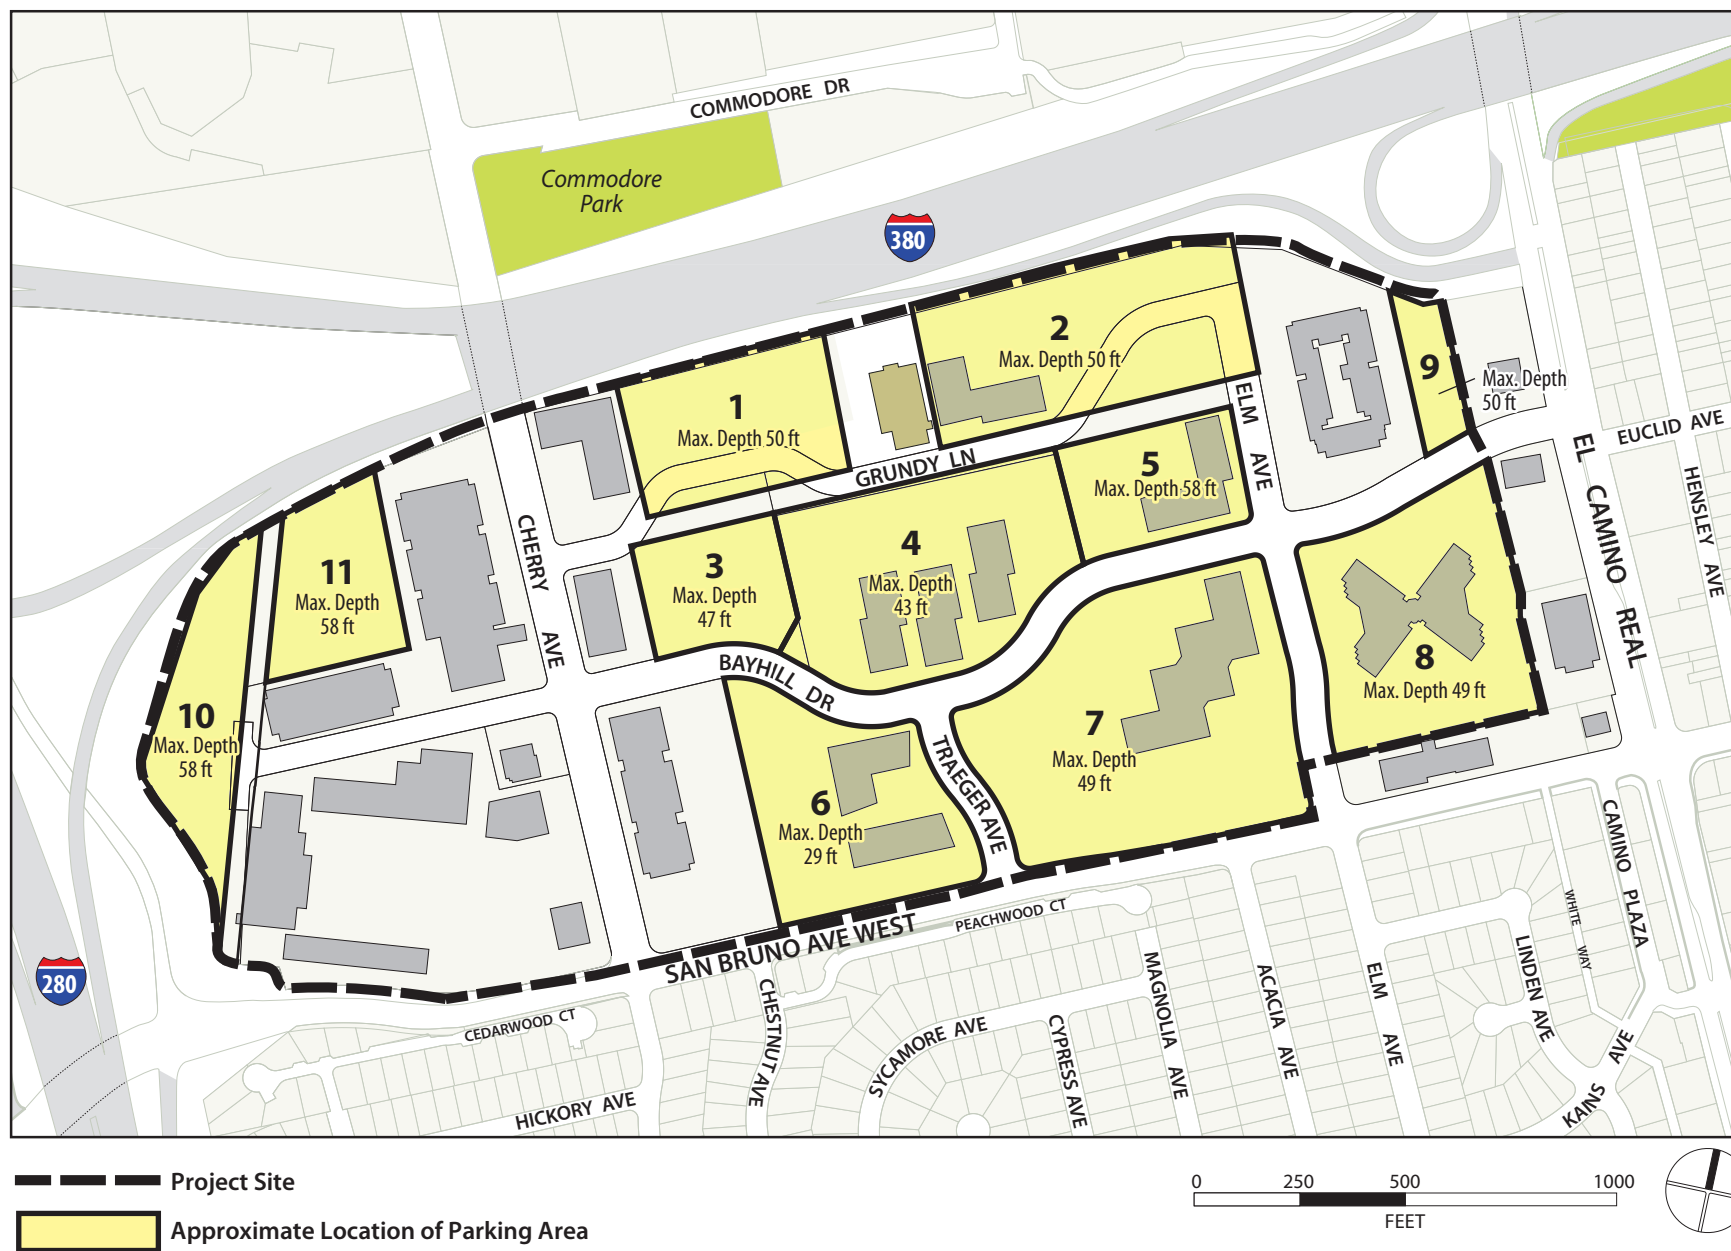 COMMODORE DR
Commodore
Park
380
1
Max. Depth 50 ft
2
Max. Depth 50 ft
9
Max. Depth
50 ft
ELM AVE
EUCLID AVE
EL CAMINO REAL
HENSLEY AVE
GRUNDY LN
5
Max. Depth 58 ft
CHERRY AVE
11
Max. Depth
58 ft
3
Max. Depth
47 ft
4
Max. Depth
43 ft
BAYHILL DR
8
Max. Depth 49 ft
10
Max. Depth
58 ft
7
Max. Depth
49 ft
TRAEGER AVE
6
Max. Depth
29 ft
CAMINO PLAZA
WHITE WAY
PEACHWOOD CT
SAN BRUNO AVE WEST
280
CHESTNUT AVE
MAGNOLIA AVE
ACACIA AVE
ELM AVE
LINDEN AVE
CEDARWOOD CT
SYCAMORE AVE
CYPRESS AVE
KAINS AVE
HICKORY AVE
Project Site
Approximate Location of Parking Area
0 250 500 1000
FEET